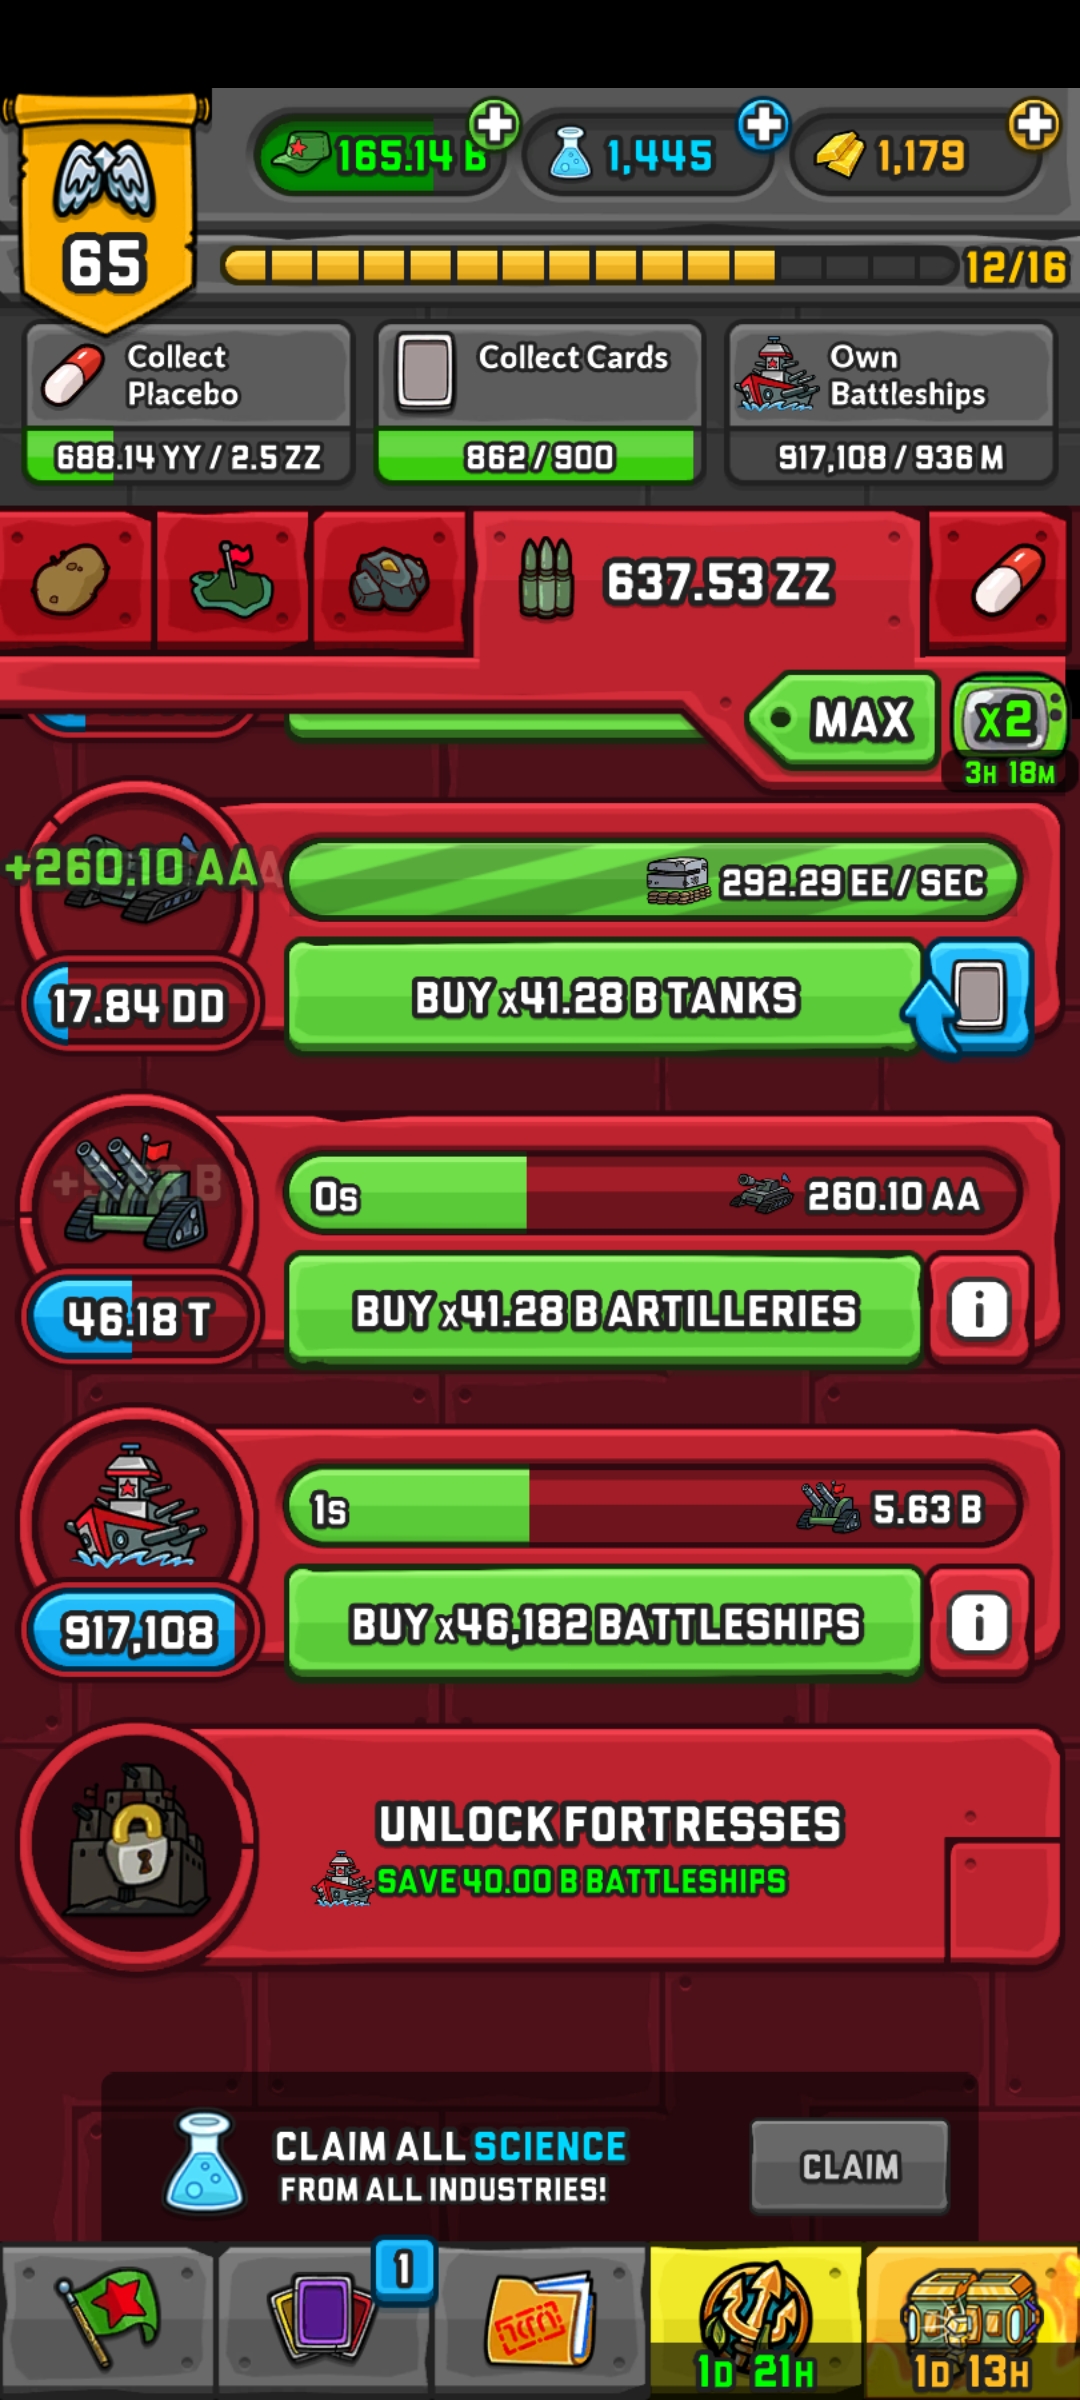 165.14 B
1,445
1,179
65
12/16
Collect
Placebo
688.14 YY / 2.5 ZZ
Collect Cards
862/900
Own
Battleships
917,108 / 936 M
637.53 ZZ
MAX
x2
3H 18M
+260.10 AA
292.29 EE / SEC
17.84 DD
BUY x41.28 B TANKS
0s
260.10 AA
46.18 T
BUY x41.28 B ARTILLERIES
i
1s
5.63 B
917,108
BUY x46,182 BATTLESHIPS
i
UNLOCK FORTRESSES
SAVE 40.00 B BATTLESHIPS
CLAIM ALL SCIENCE
FROM ALL INDUSTRIES!
CLAIM
1
1D 21H
1D 13H